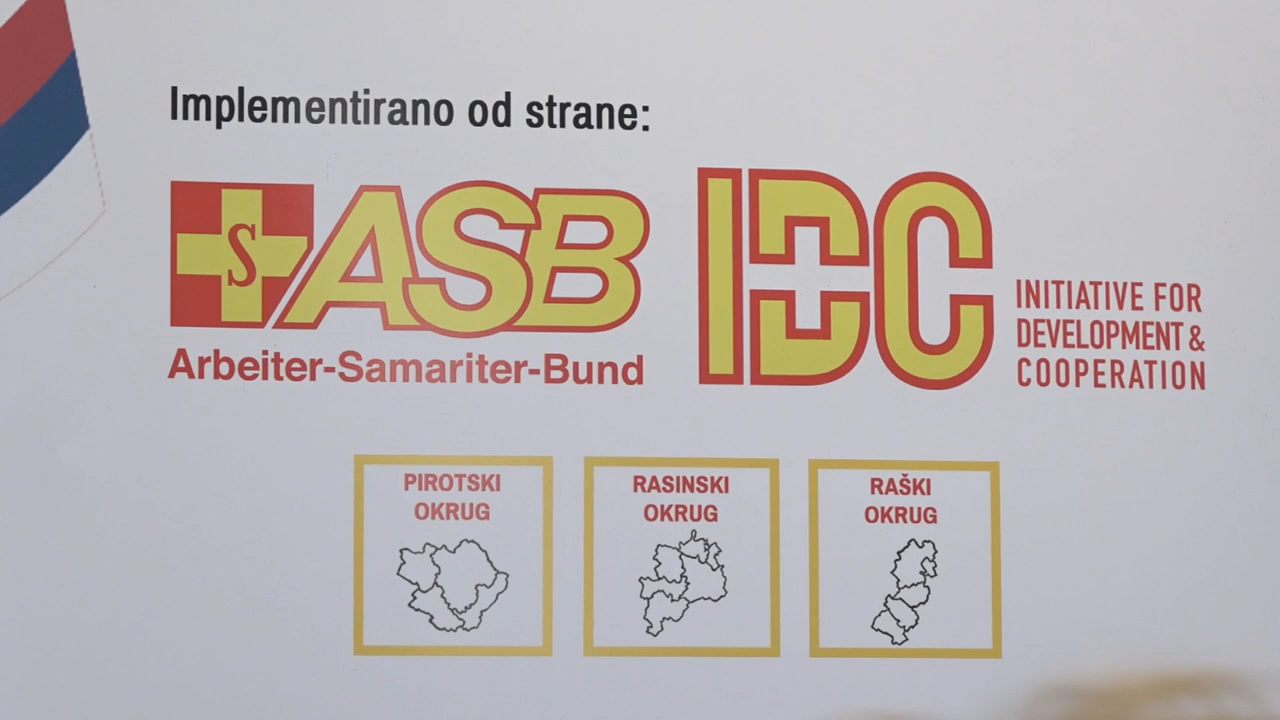 Implementirano od strane:
S ASB
Arbeiter-Samariter-Bund
IDC
INITIATIVE FOR
DEVELOPMENT &
COOPERATION
PIROTSKI
OKRUG
RASINSKI
OKRUG
RAŠKI
OKRUG